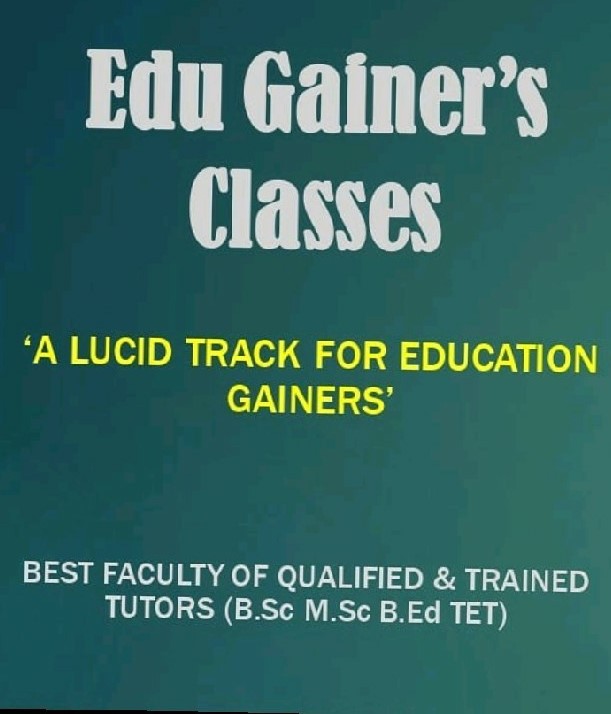 Edu Gainer's
Classes
‘A LUCID TRACK FOR EDUCATION
GAINERS’
BEST FACULTY OF QUALIFIED & TRAINED
TUTORS (B.Sc M.Sc B.Ed TET)